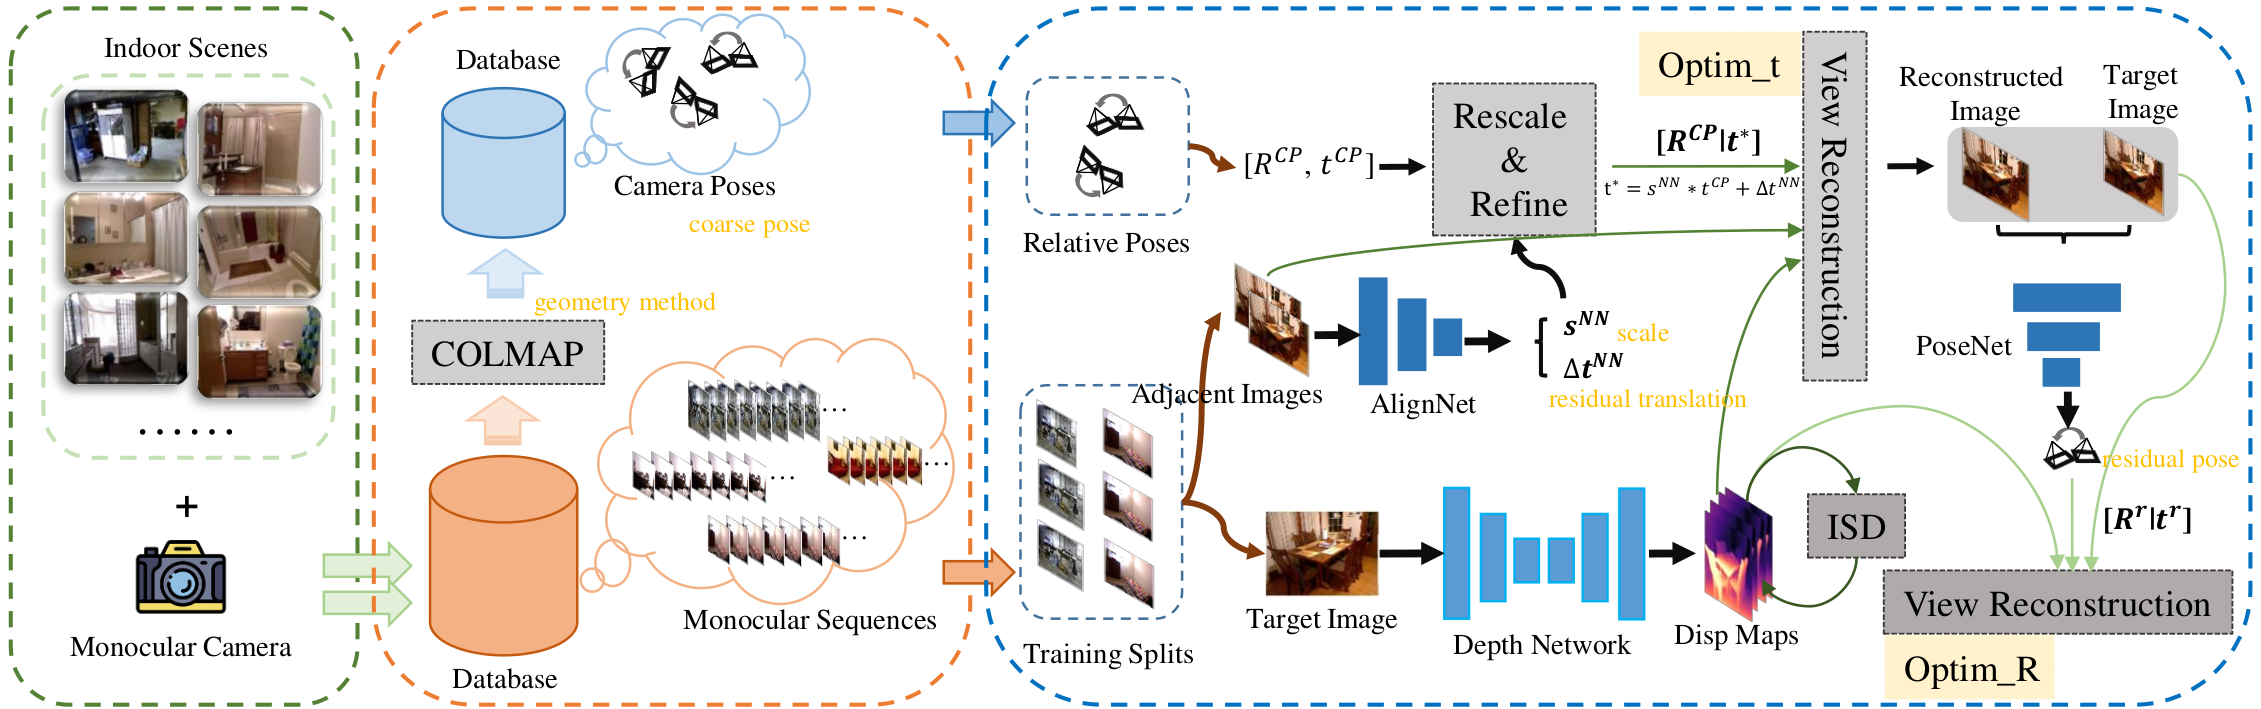 Indoor Scenes
......
+
Monocular Camera
Database
Camera Poses
coarse pose
geometry method
COLMAP
...
...
...
...
Monocular Sequences
Database
Relative Poses
[R^{CP}, t^{CP}]
Rescale
&
Refine
Optim_t
[R^{CP}|t^*]
t^* = s^{NN} * t^{CP} + Δt^{NN}
View Reconstruction
Reconstructed
Image
Target
Image
Adjacent Images
AlignNet
{
s^{NN} scale
Δt^{NN}
residual translation
PoseNet
residual pose
[R^r|t^r]
Training Splits
Target Image
Depth Network
Disp Maps
ISD
View Reconstruction
Optim_R